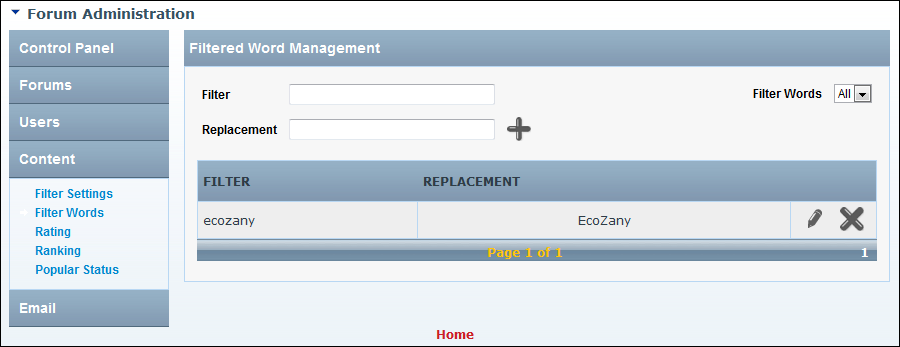 Forum Administration
Control Panel
Forums
Users
Content
Filter Settings
Filter Words
Rating
Ranking
Popular Status
Email
Filtered Word Management
Filter
Filter Words All
Replacement
FILTER REPLACEMENT
ecozany EcoZany
Page 1 of 1 1
Home